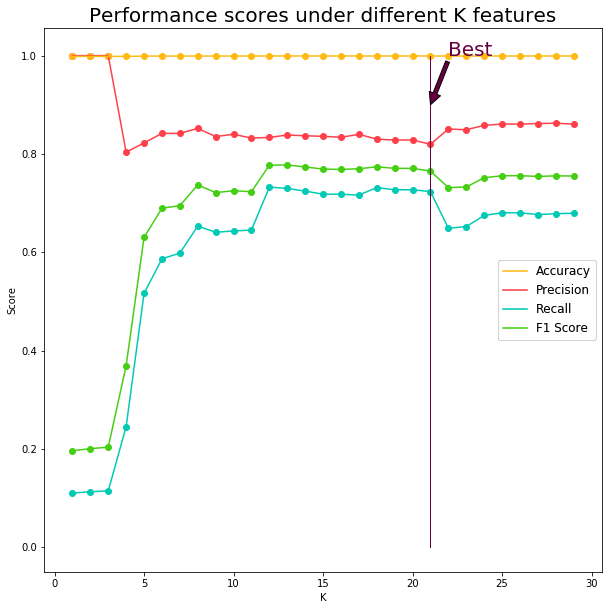 Performance scores under different K features
Best
1.0
0.8
0.6
0.4
0.2
0.0
Score
Accuracy
Precision
Recall
F1 Score
0
5
10
15
20
25
30
K